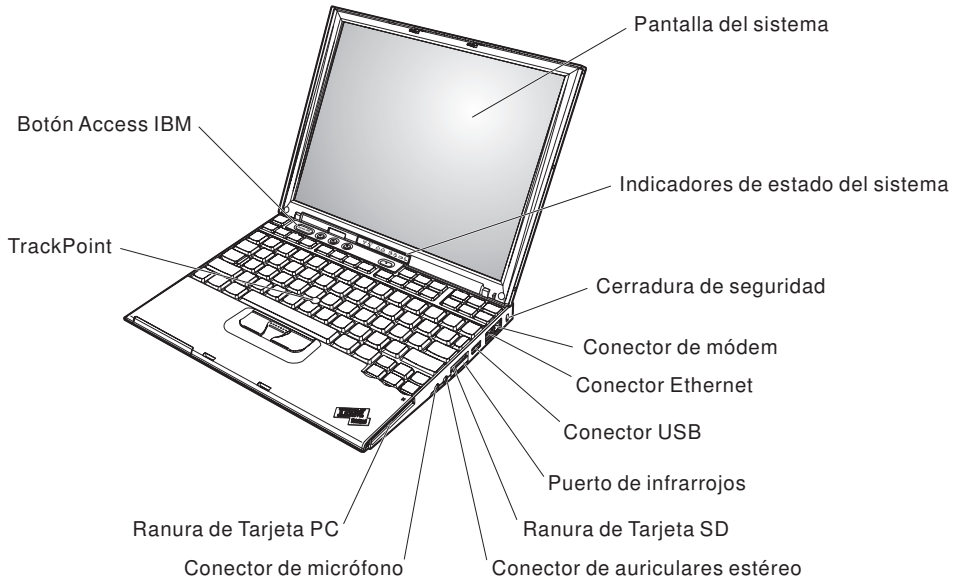 Pantalla del sistema
Botón Access IBM
Indicadores de estado del sistema
TrackPoint
Cerradura de seguridad
Conector de módem
Conector Ethernet
Conector USB
Puerto de infrarrojos
Ranura de Tarjeta PC
Ranura de Tarjeta SD
Conector de micrófono
Conector de auriculares estéreo